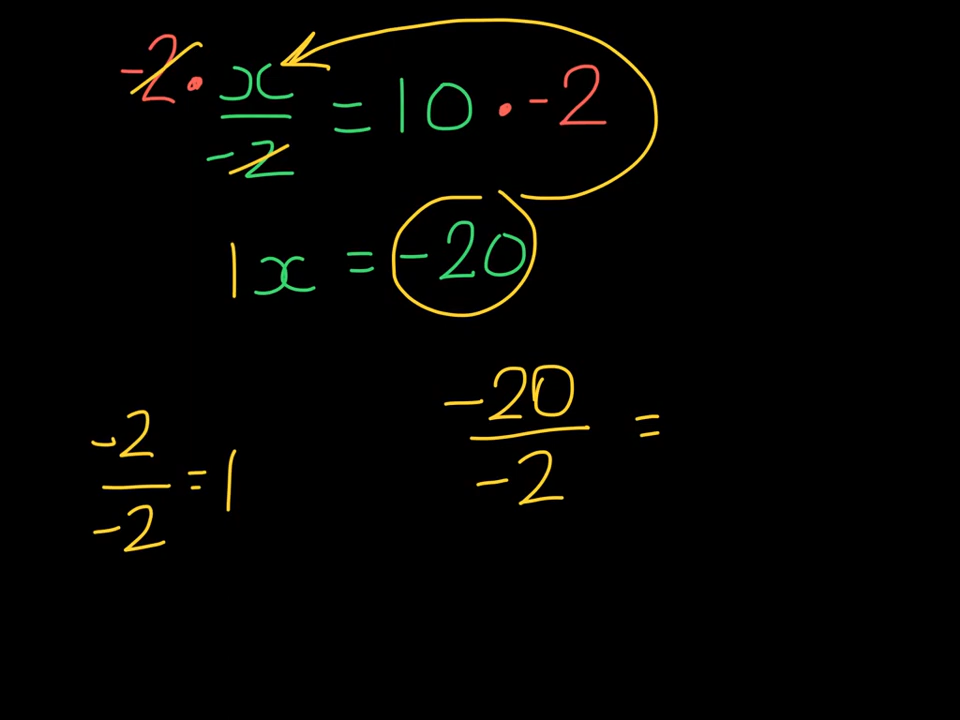 -2 · x/-2 = 10 · -2
1x = -20
-2/-2 = 1
-20/-2 =